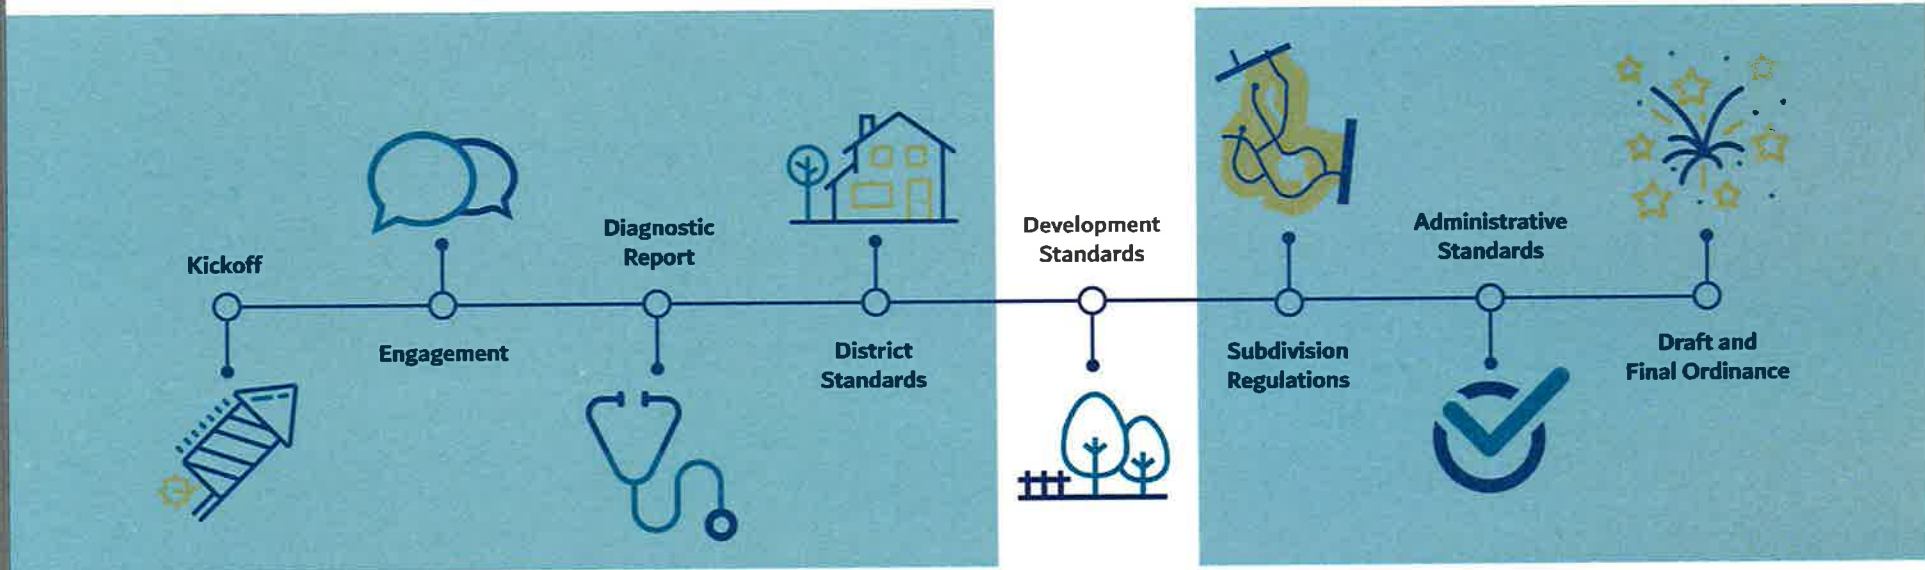 Kickoff
Engagement
Diagnostic
Report
District
Standards
Development
Standards
Subdivision
Regulations
Administrative
Standards
Draft and
Final Ordinance